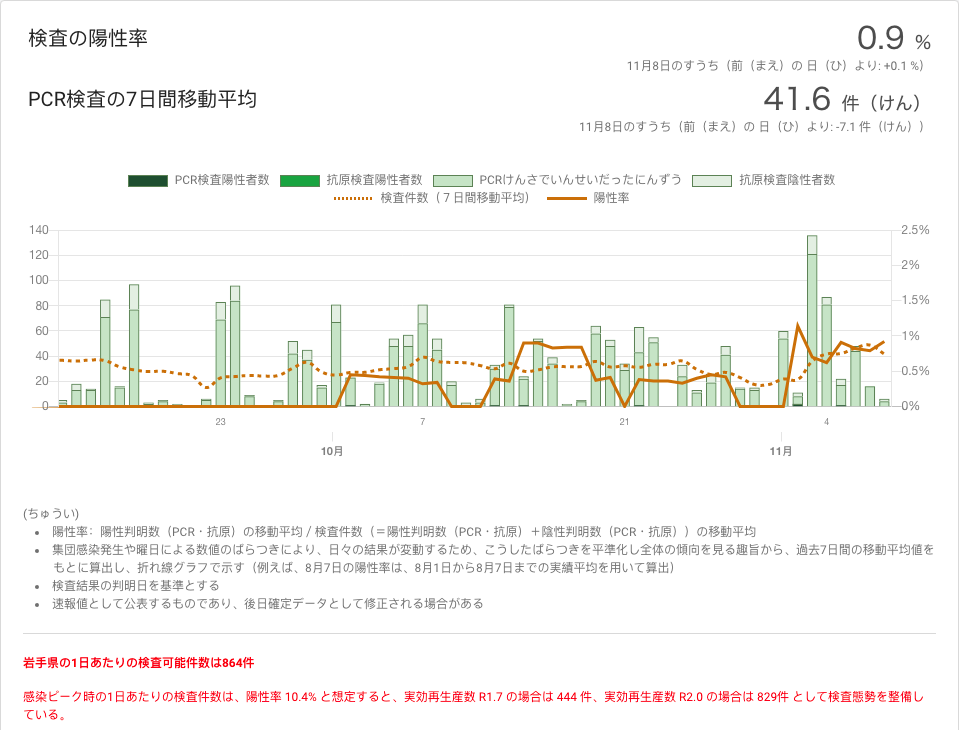 検査の陽性率
0.9 %
11月8日のすうち（前（まえ）の 日（ひ）より: +0.1 %）
PCR検査の7日間移動平均
41.6 件（けん）
11月8日のすうち（前（まえ）の 日（ひ）より: -7.1 件（けん））
PCR検査陽性者数 抗原検査陽性者数 PCRけんさでいんせいだったにんずう 抗原検査陰性者数
検査件数（７日間移動平均） 陽性率
140 2.5%
120 2%
100
80 1.5%
60 1%
40 0.5%
20
0 0%
23 7 21 4
10月 11月
(ちゅうい)
• 陽性率：陽性判明数（PCR・抗原）の移動平均 / 検査件数（＝陽性判明数（PCR・抗原）＋陰性判明数（PCR・抗原））の移動平均
• 集団感染発生や曜日による数値のばらつきにより、日々の結果が変動するため、こうしたばらつきを平準化し全体の傾向を見る趣旨から、過去7日間の移動平均値を
もとに算出し、折れ線グラフで示す（例えば、8月7日の陽性率は、8月1日から8月7日までの実績平均を用いて算出）
• 検査結果の判明日を基準とする
• 速報値として公表するものであり、後日確定データとして修正される場合がある
岩手県の1日あたりの検査可能件数は864件
感染ピーク時の1日あたりの検査件数は、陽性率 10.4% と想定すると、実効再生産数 R1.7 の場合は 444 件、実効再生産数 R2.0 の場合は 829件 として検査態勢を整備し
ている。